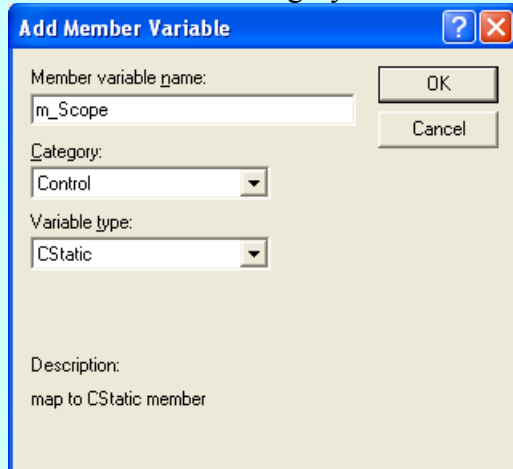 Add Member Variable
Member variable name:
OK
m_Scope
Cancel
Category:
Control
Variable type:
CStatic
Description:
map to CStatic member